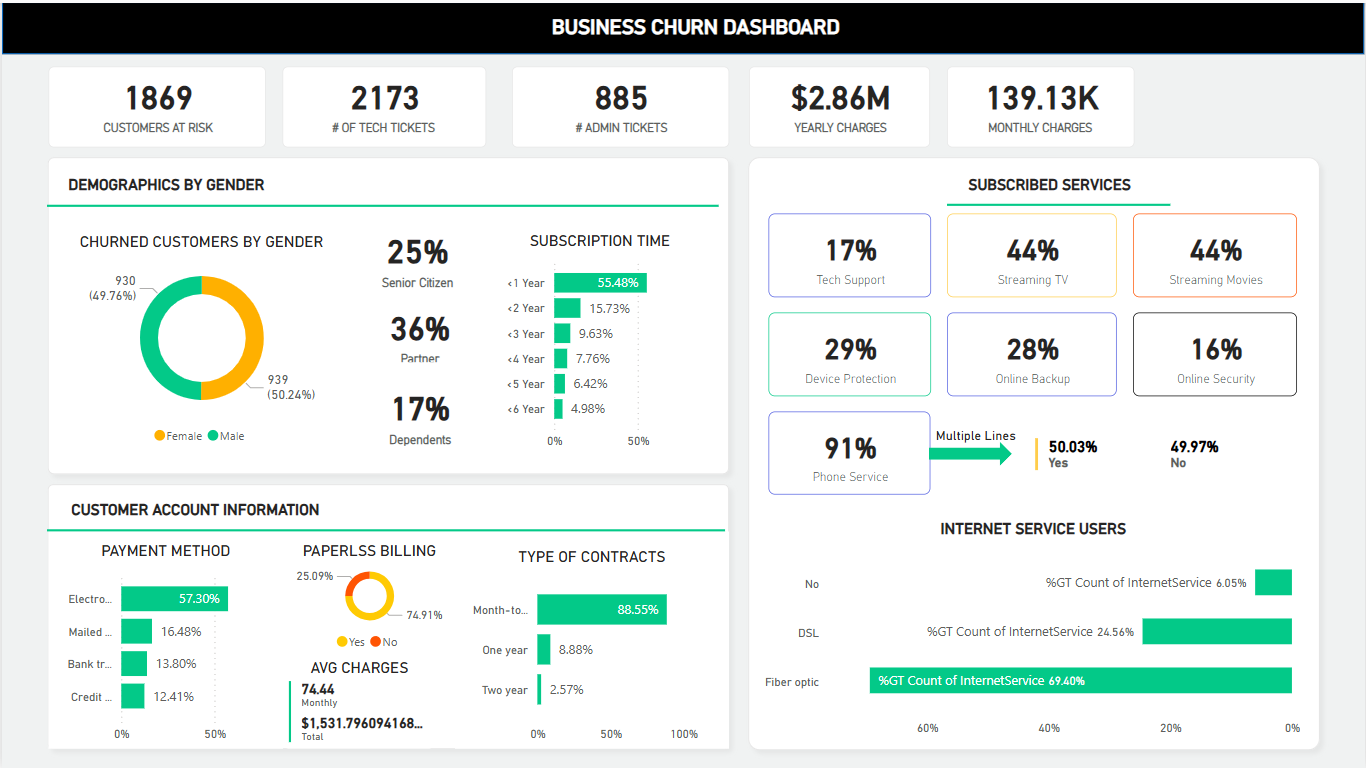 BUSINESS CHURN DASHBOARD
1869
CUSTOMERS AT RISK
2173
# OF TECH TICKETS
885
# ADMIN TICKETS
$2.86M
YEARLY CHARGES
139.13K
MONTHLY CHARGES
DEMOGRAPHICS BY GENDER
CHURNED CUSTOMERS BY GENDER
930
(49.76%)
939
(50.24%)
Female Male
25%
Senior Citizen
36%
Partner
17%
Dependents
SUBSCRIPTION TIME
<1 Year 55.48%
<2 Year 15.73%
<3 Year 9.63%
<4 Year 7.76%
<5 Year 6.42%
<6 Year 4.98%
0% 50%
CUSTOMER ACCOUNT INFORMATION
PAYMENT METHOD
Electro... 57.30%
Mailed ... 16.48%
Bank tr... 13.80%
Credit ... 12.41%
0% 50%
PAPERLSS BILLING
25.09%
74.91%
Yes No
AVG CHARGES
74.44
Monthly
$1,531.796094168...
Total
TYPE OF CONTRACTS
Month-to... 88.55%
One year 8.88%
Two year 2.57%
0% 50% 100%
SUBSCRIBED SERVICES
17%
Tech Support
44%
Streaming TV
44%
Streaming Movies
29%
Device Protection
28%
Online Backup
16%
Online Security
91%
Phone Service
Multiple Lines
50.03%
Yes
49.97%
No
INTERNET SERVICE USERS
No %GT Count of InternetService 6.05%
DSL %GT Count of InternetService 24.56%
Fiber optic %GT Count of InternetService 69.40%
60% 40% 20% 0%